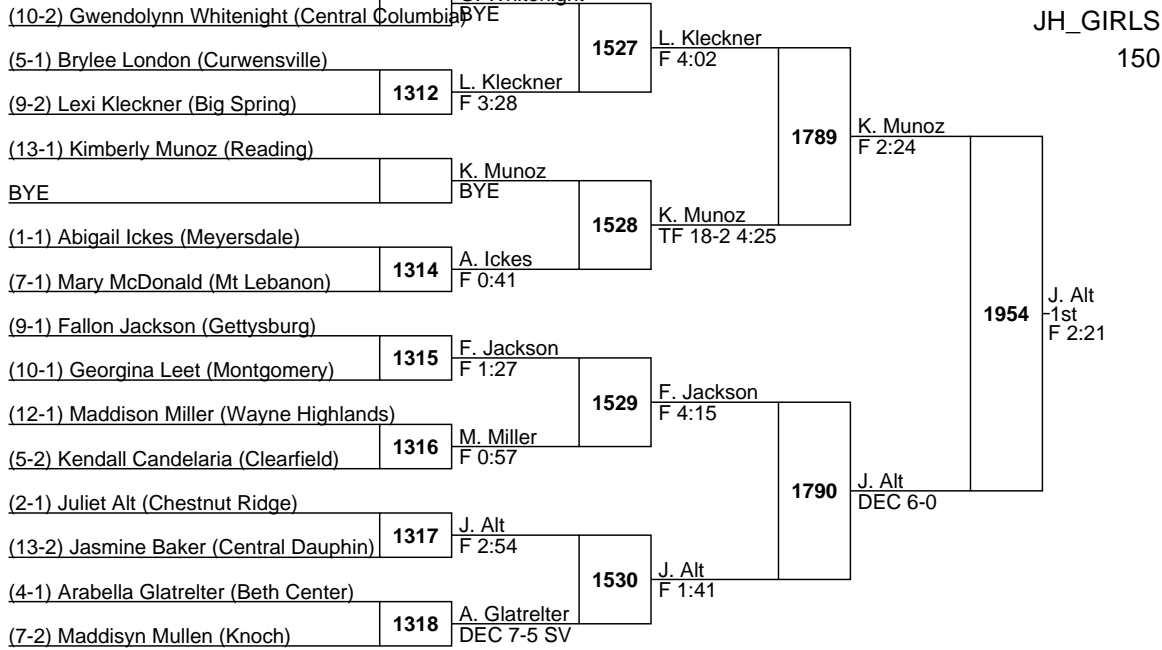 (10-2) Gwendolynn Whitenight (Central Columbia)
BYE
JH_GIRLS
150
1527
L. Kleckner
F 4:02
(5-1) Brylee London (Curwensville)
1312
L. Kleckner
F 3:28
(9-2) Lexi Kleckner (Big Spring)
1789
K. Munoz
F 2:24
(13-1) Kimberly Munoz (Reading)
K. Munoz
BYE
BYE
1528
K. Munoz
TF 18-2 4:25
(1-1) Abigail Ickes (Meyersdale)
1314
A. Ickes
F 0:41
(7-1) Mary McDonald (Mt Lebanon)
1954
J. Alt
1st
F 2:21
(9-1) Fallon Jackson (Gettysburg)
1315
F. Jackson
F 1:27
(10-1) Georgina Leet (Montgomery)
1529
F. Jackson
F 4:15
(12-1) Maddison Miller (Wayne Highlands)
1316
M. Miller
F 0:57
(5-2) Kendall Candelaria (Clearfield)
1790
J. Alt
DEC 6-0
(2-1) Juliet Alt (Chestnut Ridge)
1317
J. Alt
F 2:54
(13-2) Jasmine Baker (Central Dauphin)
1530
J. Alt
F 1:41
(4-1) Arabella Glatrelter (Beth Center)
1318
A. Glatrelter
DEC 7-5 SV
(7-2) Maddisyn Mullen (Knoch)